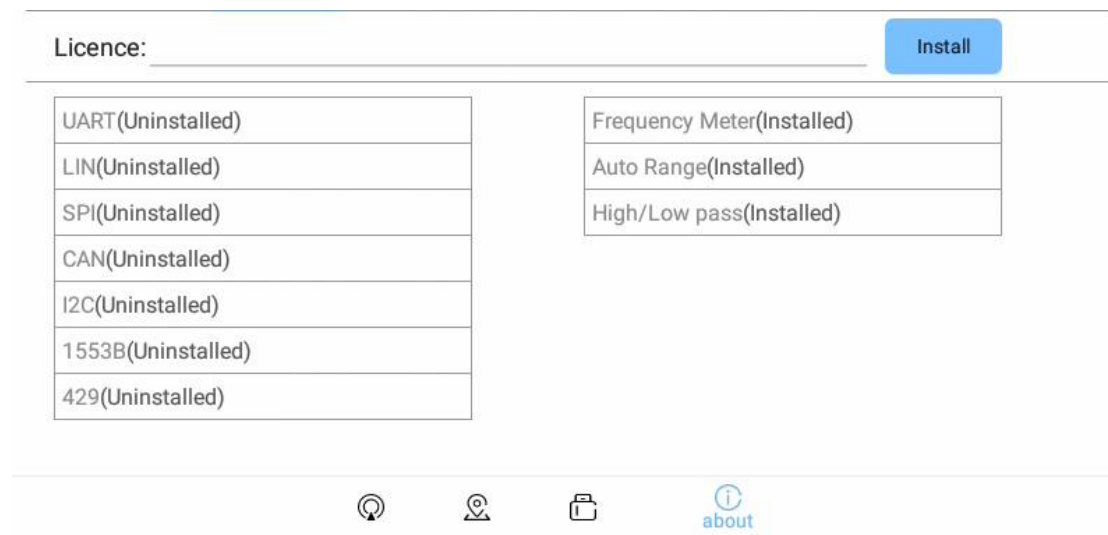 Licence:
Install
UART(Uninstalled)
LIN(Uninstalled)
SPI(Uninstalled)
CAN(Uninstalled)
I2C(Uninstalled)
1553B(Uninstalled)
429(Uninstalled)
Frequency Meter(Installed)
Auto Range(Installed)
High/Low pass(Installed)
about